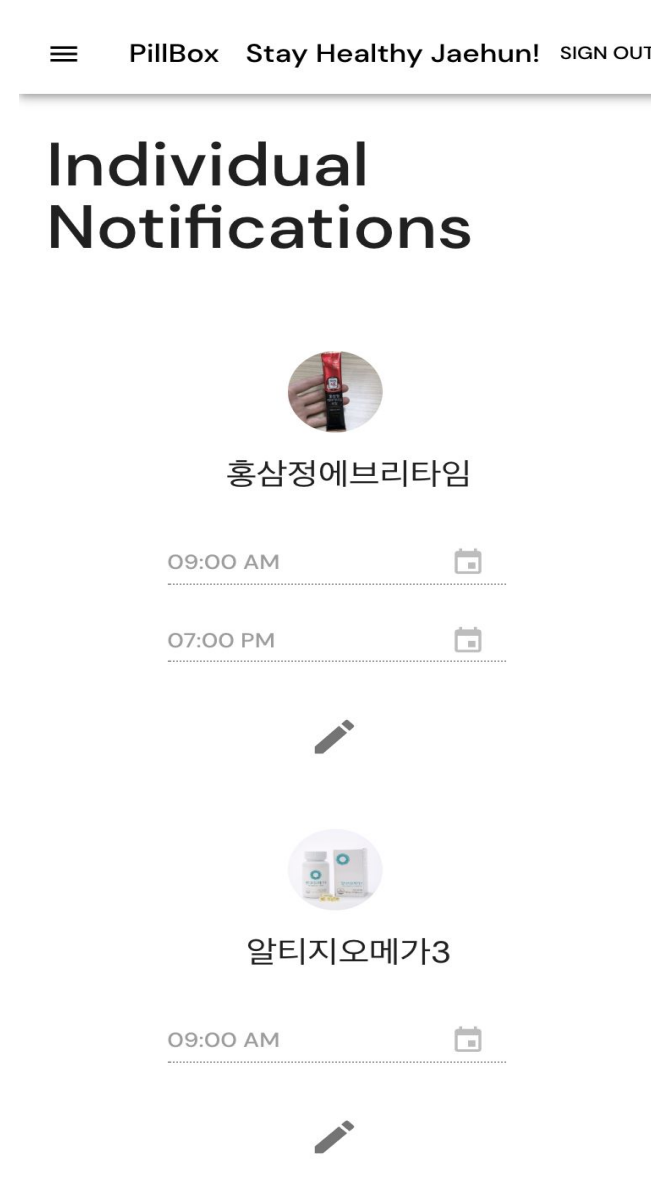 PillBox Stay Healthy Jaehun! SIGN OUT
Individual
Notifications
홍삼정에브리타임
09:00 AM
07:00 PM
알티지오메가3
09:00 AM